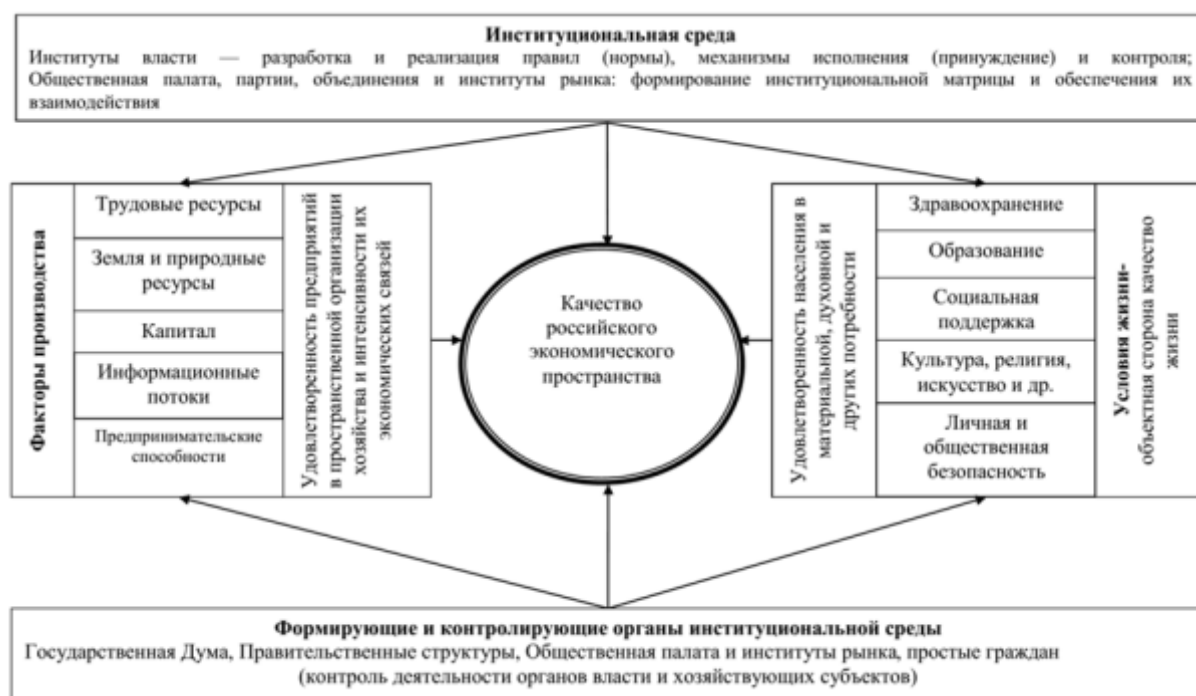 Институциональная среда
Институты власти — разработка и реализация правил (нормы), механизмы исполнения (принуждение) и контроля;
Общественная палата, партии, объединения и институты рынка: формирование институциональной матрицы и обеспечения их
взаимодействия
Факторы производства
Трудовые ресурсы
Земля и природные
ресурсы
Капитал
Информационные
потоки
Предпринимательские
способности
Удовлетворенность предприятий
в пространственной организации
хозяйства и интенсивности их
экономических связей
Качество
российского
экономического
пространства
Удовлетворенность населения в
материальной, духовной и
других потребности
Здравоохранение
Образование
Социальная
поддержка
Культура, религия,
искусство и др.
Личная и
общественная
безопасность
Условия жизни-
объектная сторона качество
жизни
Формирующие и контролирующие органы институциональной среды
Государственная Дума, Правительственные структуры, Общественная палата и институты рынка, простые граждан
(контроль деятельности органов власти и хозяйствующих субъектов)